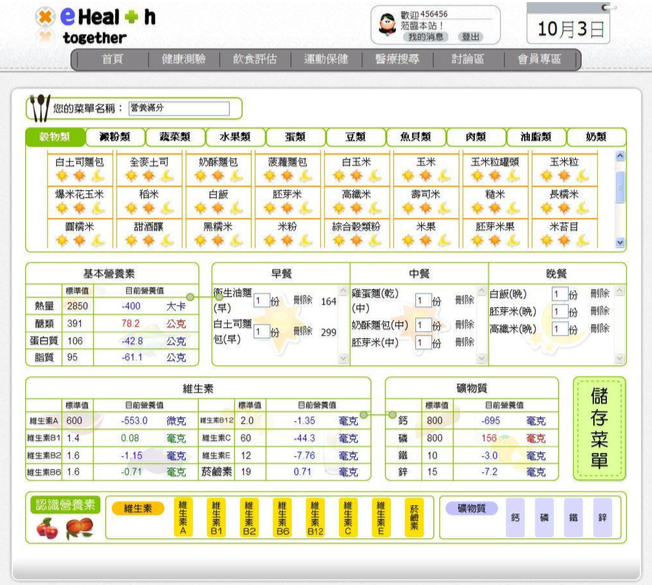 eHealth
together
歡迎 456456
蒞臨本站！
我的消息 登出
10月3日
首頁 健康測驗 飲食評估 運動保健 醫療搜尋 討論區 會員專區
您的菜單名稱： 營養滿分
穀物類 澱粉類 蔬菜類 水果類 蛋類 豆類 魚貝類 肉類 油脂類 奶類
白土司麵包 全麥土司 奶酥麵包 菠蘿麵包 白玉米 玉米 玉米粒罐頭 玉米粒
爆米花玉米 稻米 白飯 胚芽米 高纖米 壽司米 糙米 長糯米
圓糯米 甜酒釀 黑糯米 米粉 綜合穀類粉 米果 胚芽米果 米苔目
基本營養素
標準值 目前營養值
熱量 2850 -400 大卡
醣類 391 78.2 公克
蛋白質 106 -42.8 公克
脂質 95 -61.1 公克
早餐
衛生油麵(早) 1 份 刪除 164
白土司麵包(早) 1 份 刪除 299
中餐
雞蛋麵(乾)(中) 1 份 刪除
奶酥麵包(中) 1 份 刪除
胚芽米(中) 1 份 刪除
晚餐
白飯(晚) 1 份 刪除
胚芽米(晚) 1 份 刪除
高纖米(晚) 1 份 刪除
維生素
標準值 目前營養值 標準值 目前營養值
維生素A 600 -553.0 微克 維生素B12 2.0 -1.35 毫克
維生素B1 1.4 0.08 毫克 維生素C 60 -44.3 毫克
維生素B2 1.6 -1.15 毫克 維生素E 12 -7.76 毫克
維生素B6 1.6 -0.71 毫克 菸鹼素 19 0.71 毫克
礦物質
標準值 目前營養值
鈣 800 -695 毫克
磷 800 156 毫克
鐵 10 -3.0 毫克
鋅 15 -7.2 毫克
儲存菜單
認識營養素
維生素 維生素A 維生素B1 維生素B2 維生素B6 維生素B12 維生素C 維生素E 菸鹼素
礦物質 鈣 磷 鐵 鋅